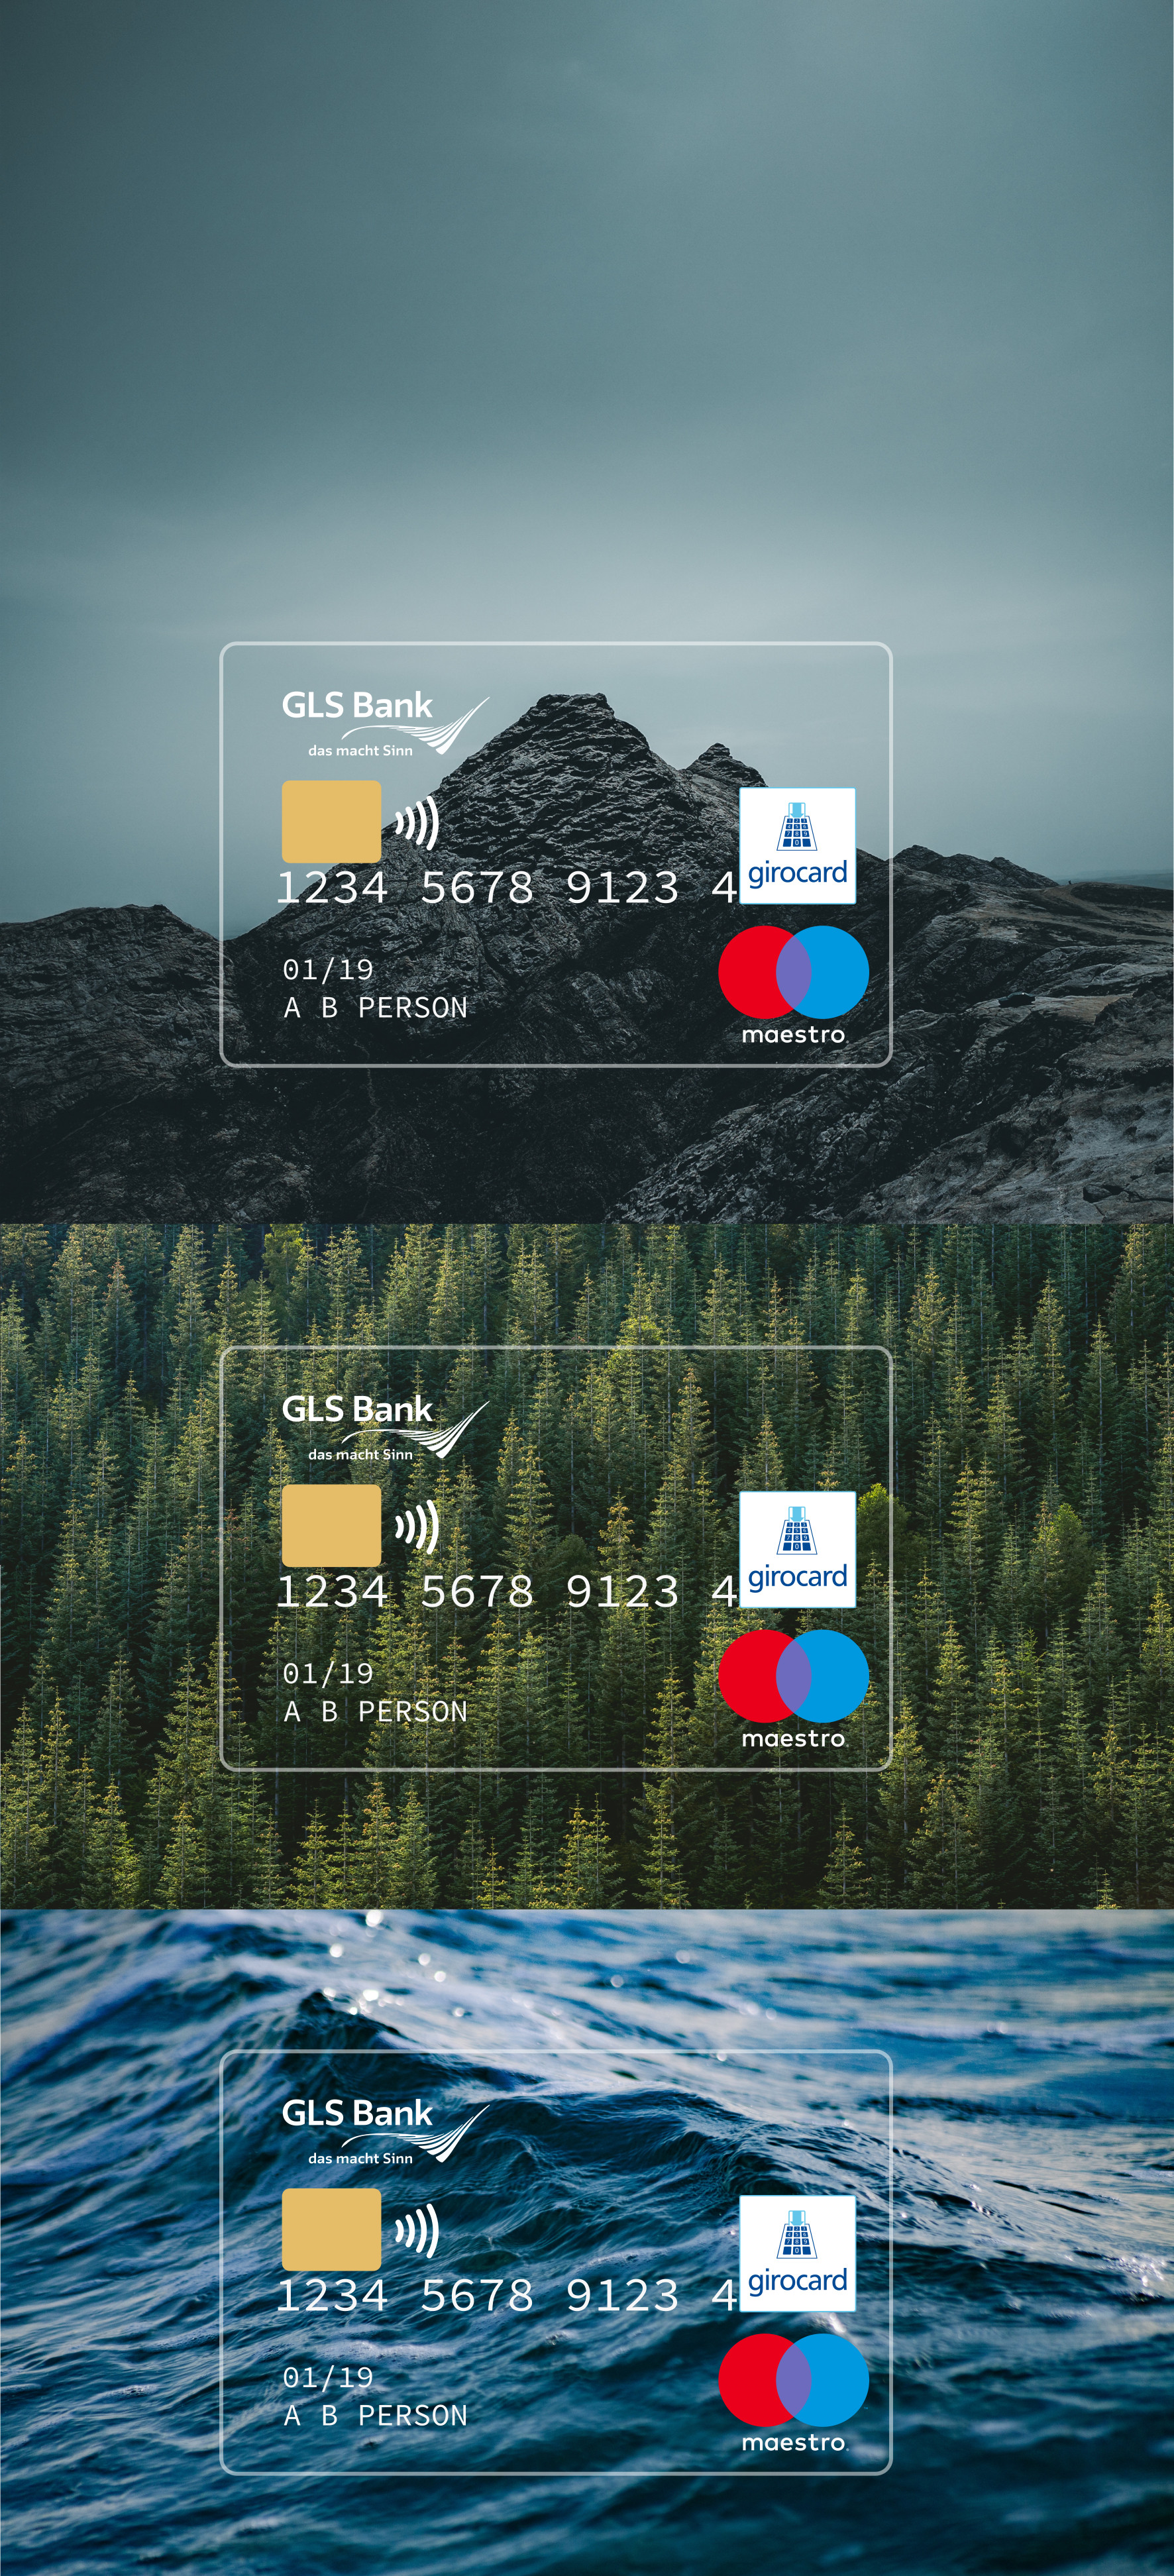 GLS Bank
das macht Sinn
girocard
1234 5678 9123 4
01/19
A B PERSON
maestro
GLS Bank
das macht Sinn
girocard
1234 5678 9123 4
01/19
A B PERSON
maestro
GLS Bank
das macht Sinn
girocard
1234 5678 9123 4
01/19
A B PERSON
maestro